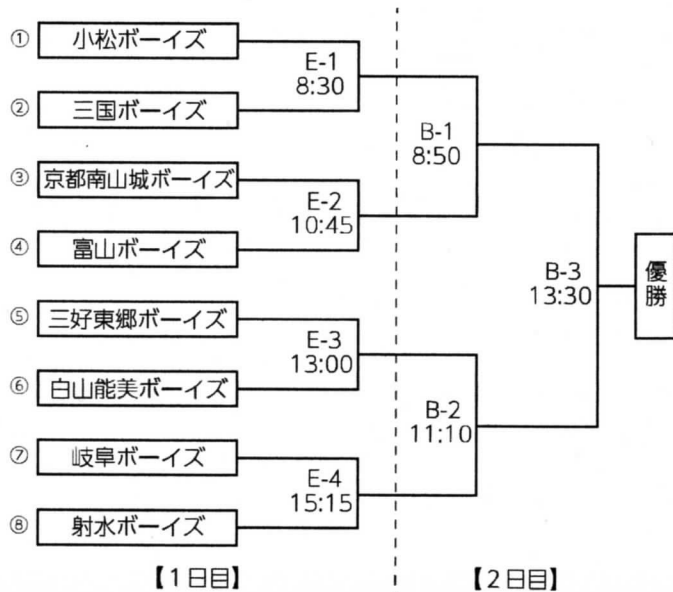 ① 小松ボーイズ
E-1
8:30
② 三国ボーイズ
B-1
8:50
③ 京都南山城ボーイズ
E-2
10:45
④ 富山ボーイズ
B-3
13:30
優勝
⑤ 三好東郷ボーイズ
E-3
13:00
⑥ 白山能美ボーイズ
B-2
11:10
⑦ 岐阜ボーイズ
E-4
15:15
⑧ 射水ボーイズ
【1日目】
【2日目】